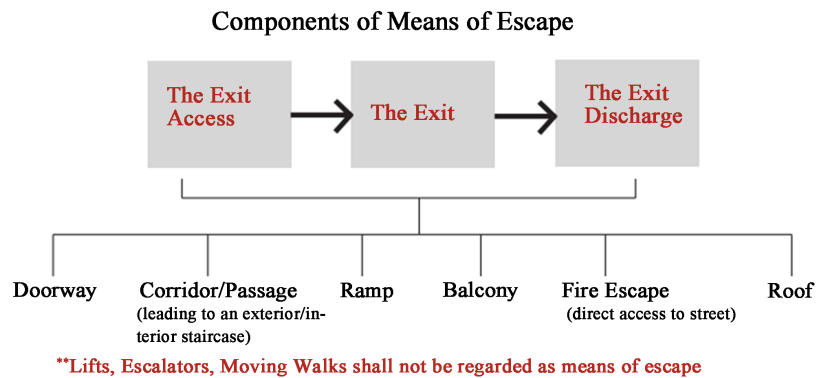 Components of Means of Escape
The Exit
Access
The Exit
The Exit
Discharge
Doorway
Corridor/Passage
(leading to an exterior/in-
terior staircase)
Ramp
Balcony
Fire Escape
(direct access to street)
Roof
**Lifts, Escalators, Moving Walks shall not be regarded as means of escape